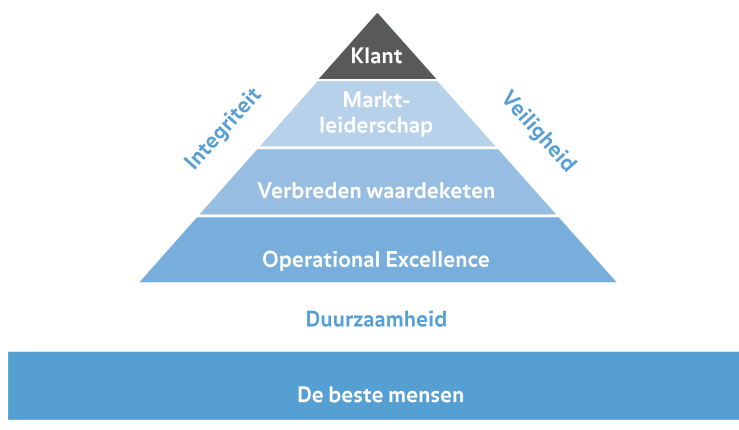 Klant
Integriteit
Veiligheid
Markt-
leiderschap
Verbreden waardeketen
Operational Excellence
Duurzaamheid
De beste mensen